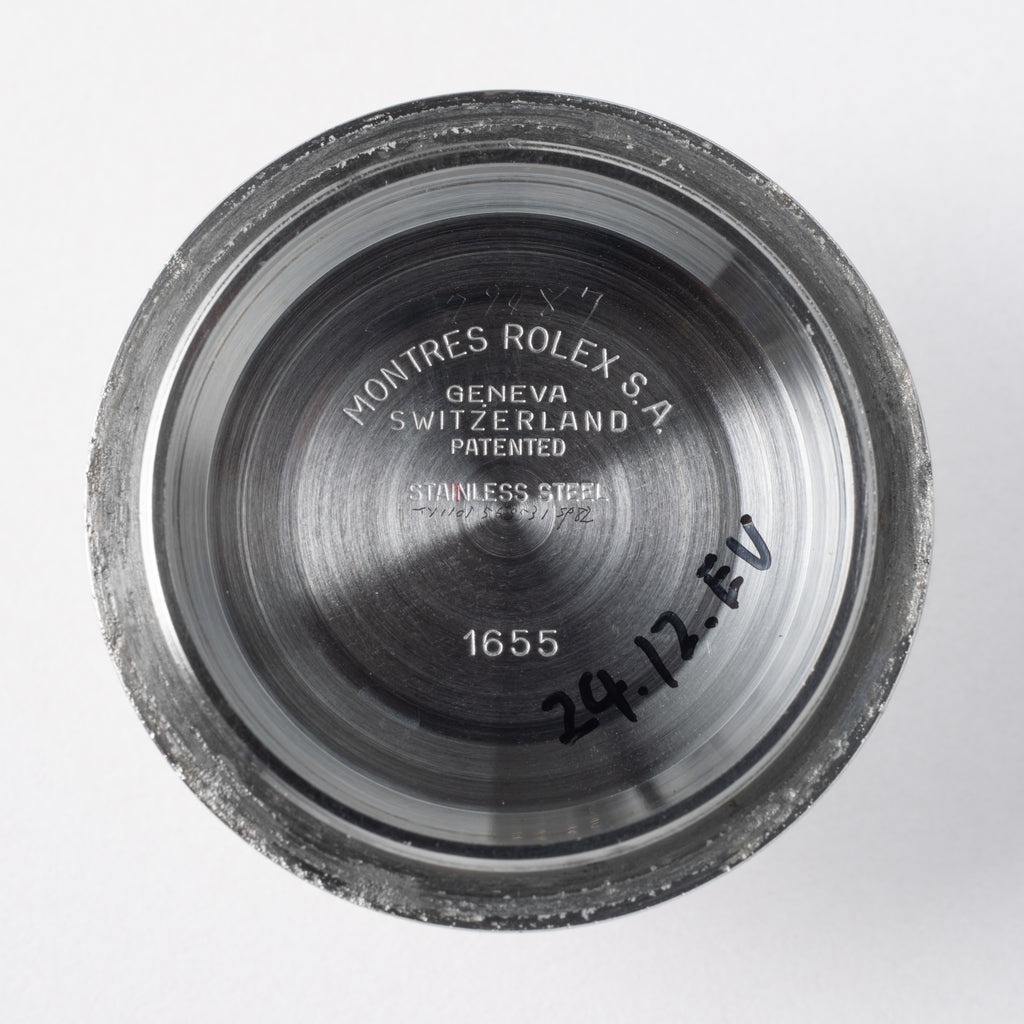 MONTRES ROLEX S.A.
GENEVA
SWITZERLAND
PATENTED
STAINLESS STEEL
1655
24.12.EV